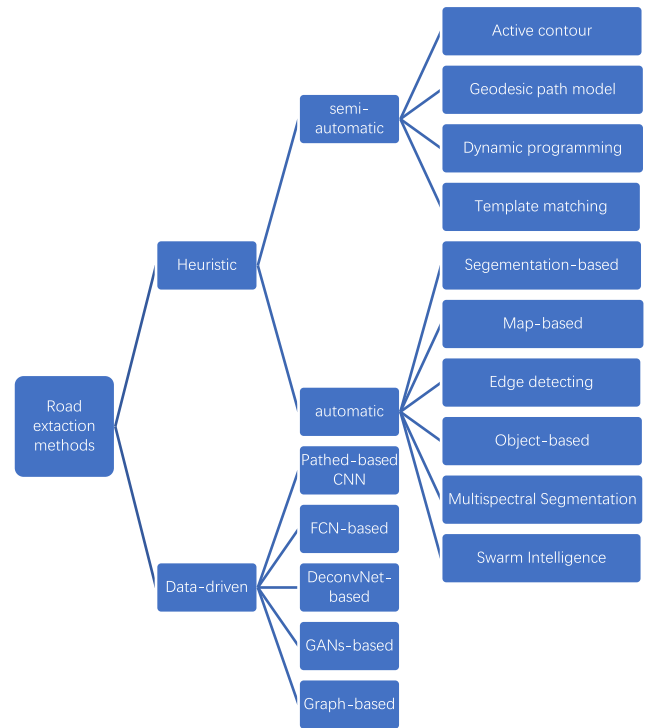 Road
extaction
methods
Heuristic
semi-
automatic
Active contour
Geodesic path model
Dynamic programming
Template matching
automatic
Segementation-based
Map-based
Edge detecting
Object-based
Multispectral Segmentation
Swarm Intelligence
Data-driven
Pathed-based
CNN
FCN-based
DeconvNet-
based
GANs-based
Graph-based